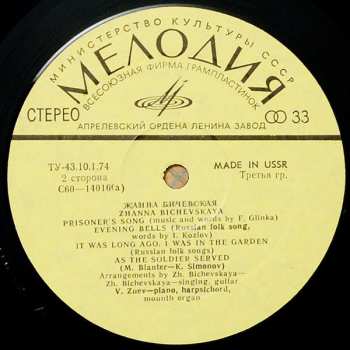 МИНИСТЕРСТВО КУЛЬТУРЫ СССР
МЕЛОДИЯ
ВСЕСОЮЗНАЯ ФИРМА ГРАМПЛАСТИНОК
СТЕРЕО
33
АПРЕЛЕВСКИЙ ОРДЕНА ЛЕНИНА ЗАВОД
ТУ-43.10.1.74
MADE IN USSR
2 сторона
Третья гр.
С60—14010(а)
ЖАННА БИЧЕВСКАЯ
ZHANNA BICHEVSKAYA
PRISONER'S SONG (music and words by F. Glinka)
EVENING BELLS (Russian folk song,
words by I. Kozlov)
IT WAS LONG AGO, I WAS IN THE GARDEN
(Russian folk songs)
AS THE SOLDIER SERVED
(M. Blanter—K. Simonov)
Arrangements by Zh. Bichevskaya—
Zh. Bichevskaya—singing, guitar
V. Zuev—piano, harpsichord,
mounth organ